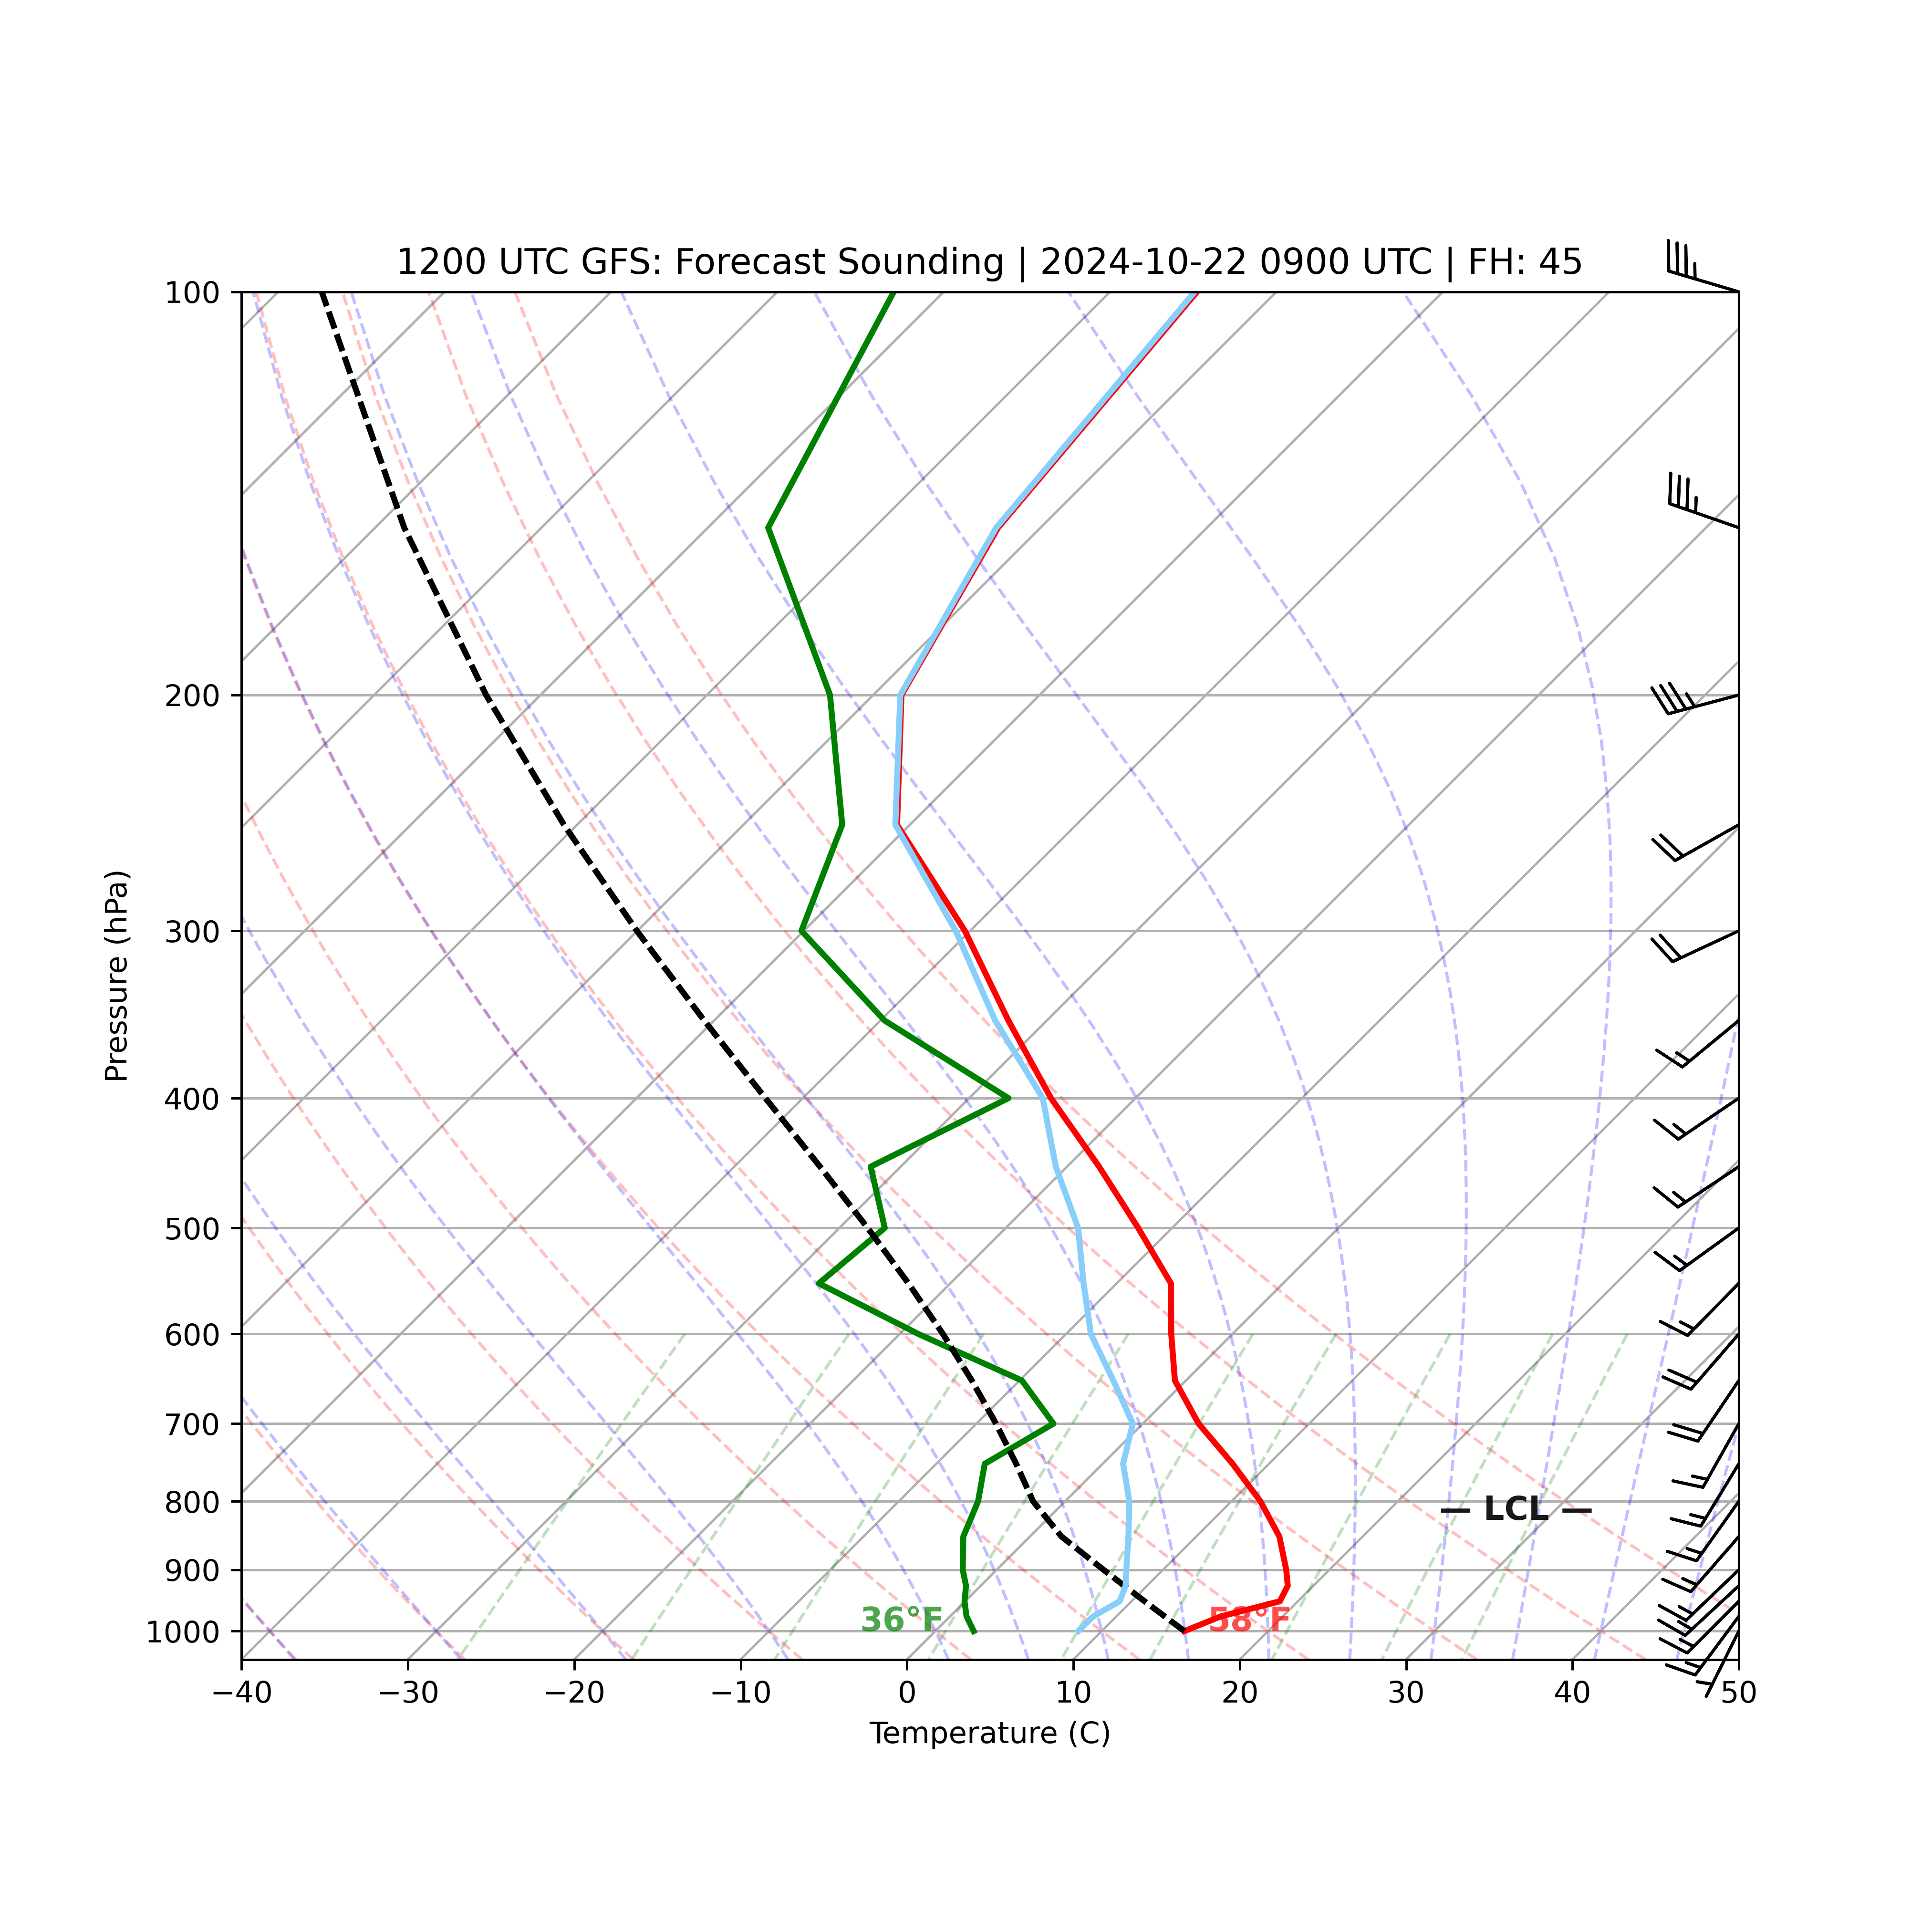 1200 UTC GFS: Forecast Sounding | 2024-10-22 0900 UTC | FH: 45
100
200
300
400
500
600
700
800
900
1000
Pressure (hPa)
— LCL —
36°F
58°F
−40 −30 −20 −10 0 10 20 30 40 50
Temperature (C)